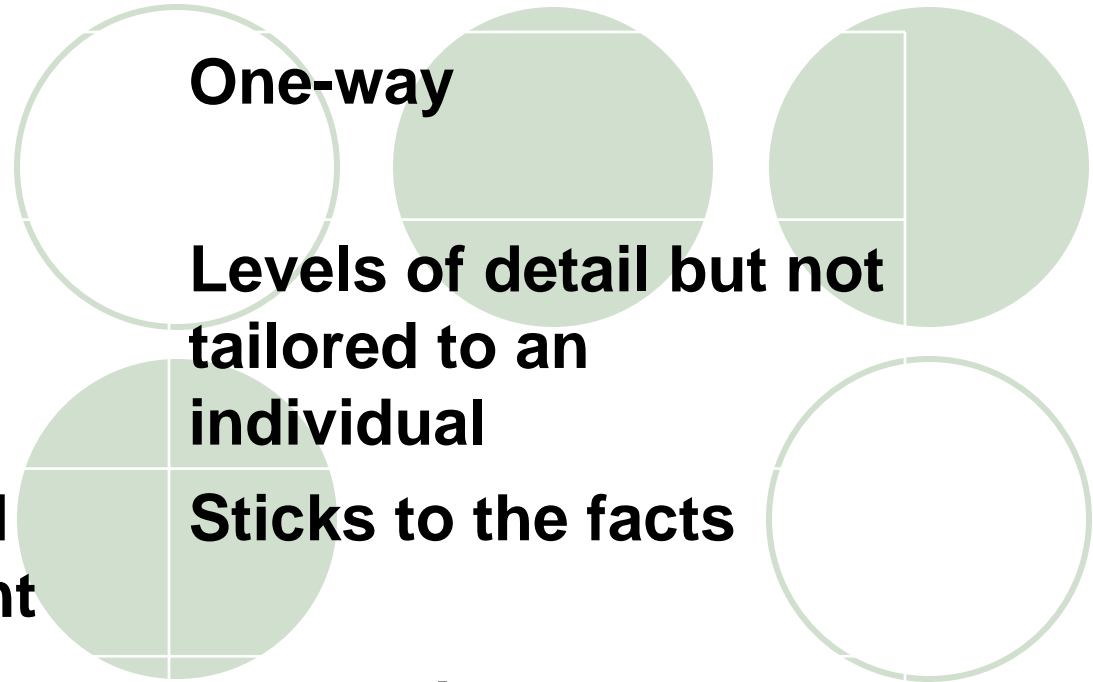 One-way
Levels of detail but not
tailored to an
individual
Sticks to the facts